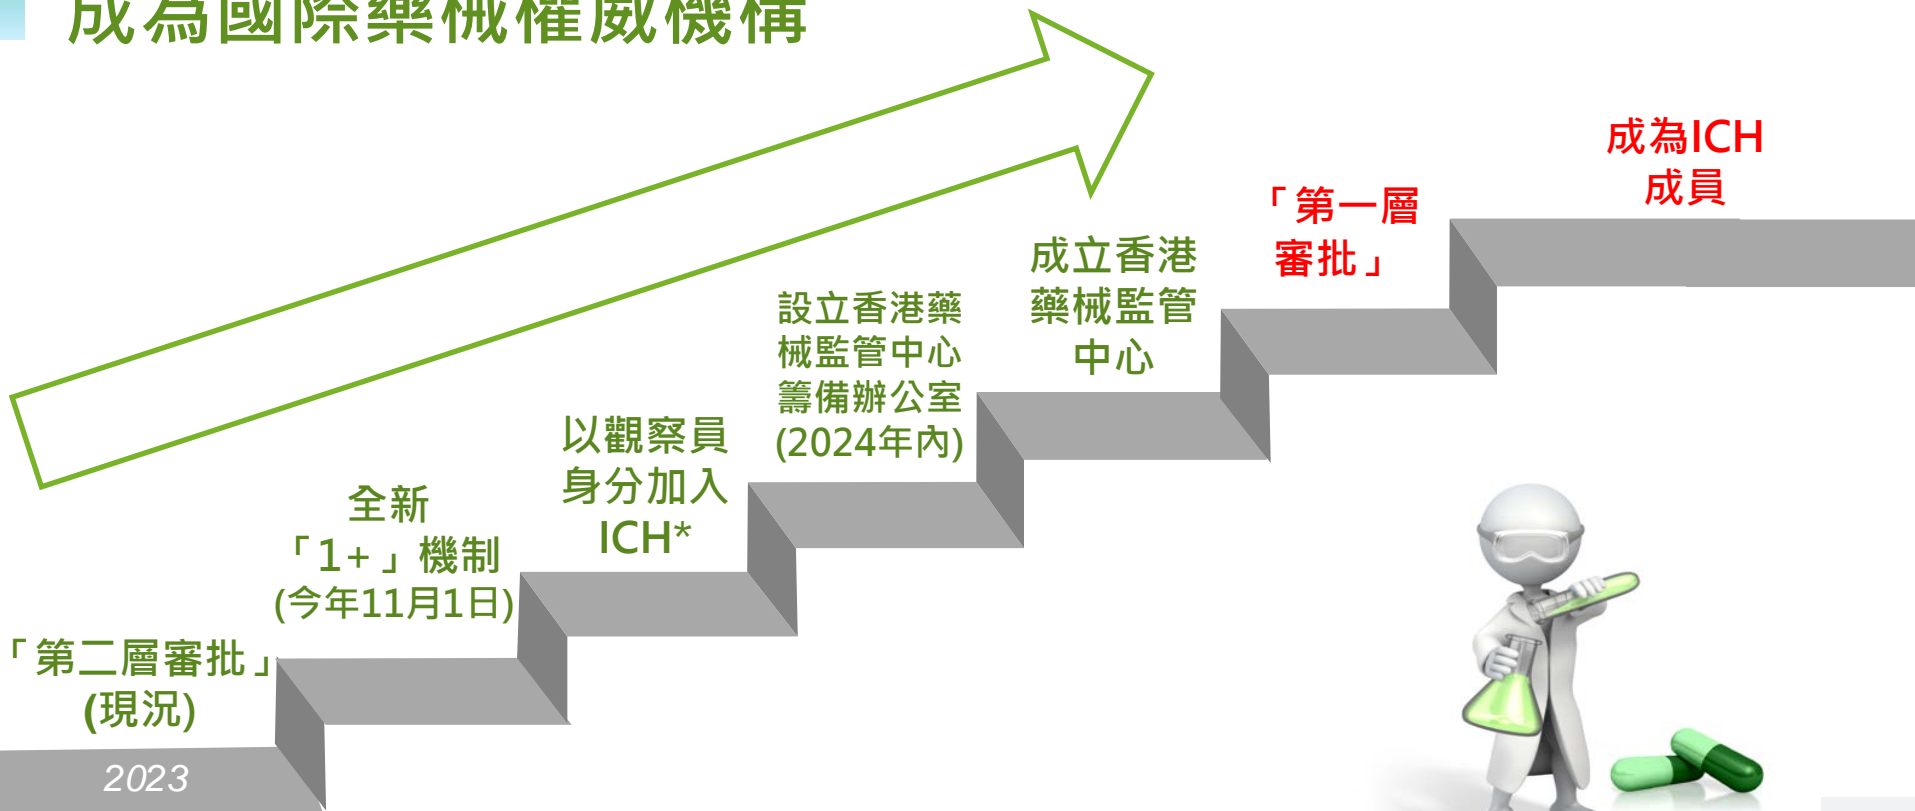 成為國際藥械權威機構
成為ICH
成員
「第一層
審批」
成立香港
藥械監管
中心
設立香港藥
械監管中心
籌備辦公室
(2024年內)
以觀察員
身分加入
ICH*
全新
「1+」機制
(今年11月1日)
「第二層審批」
(現況)
2023